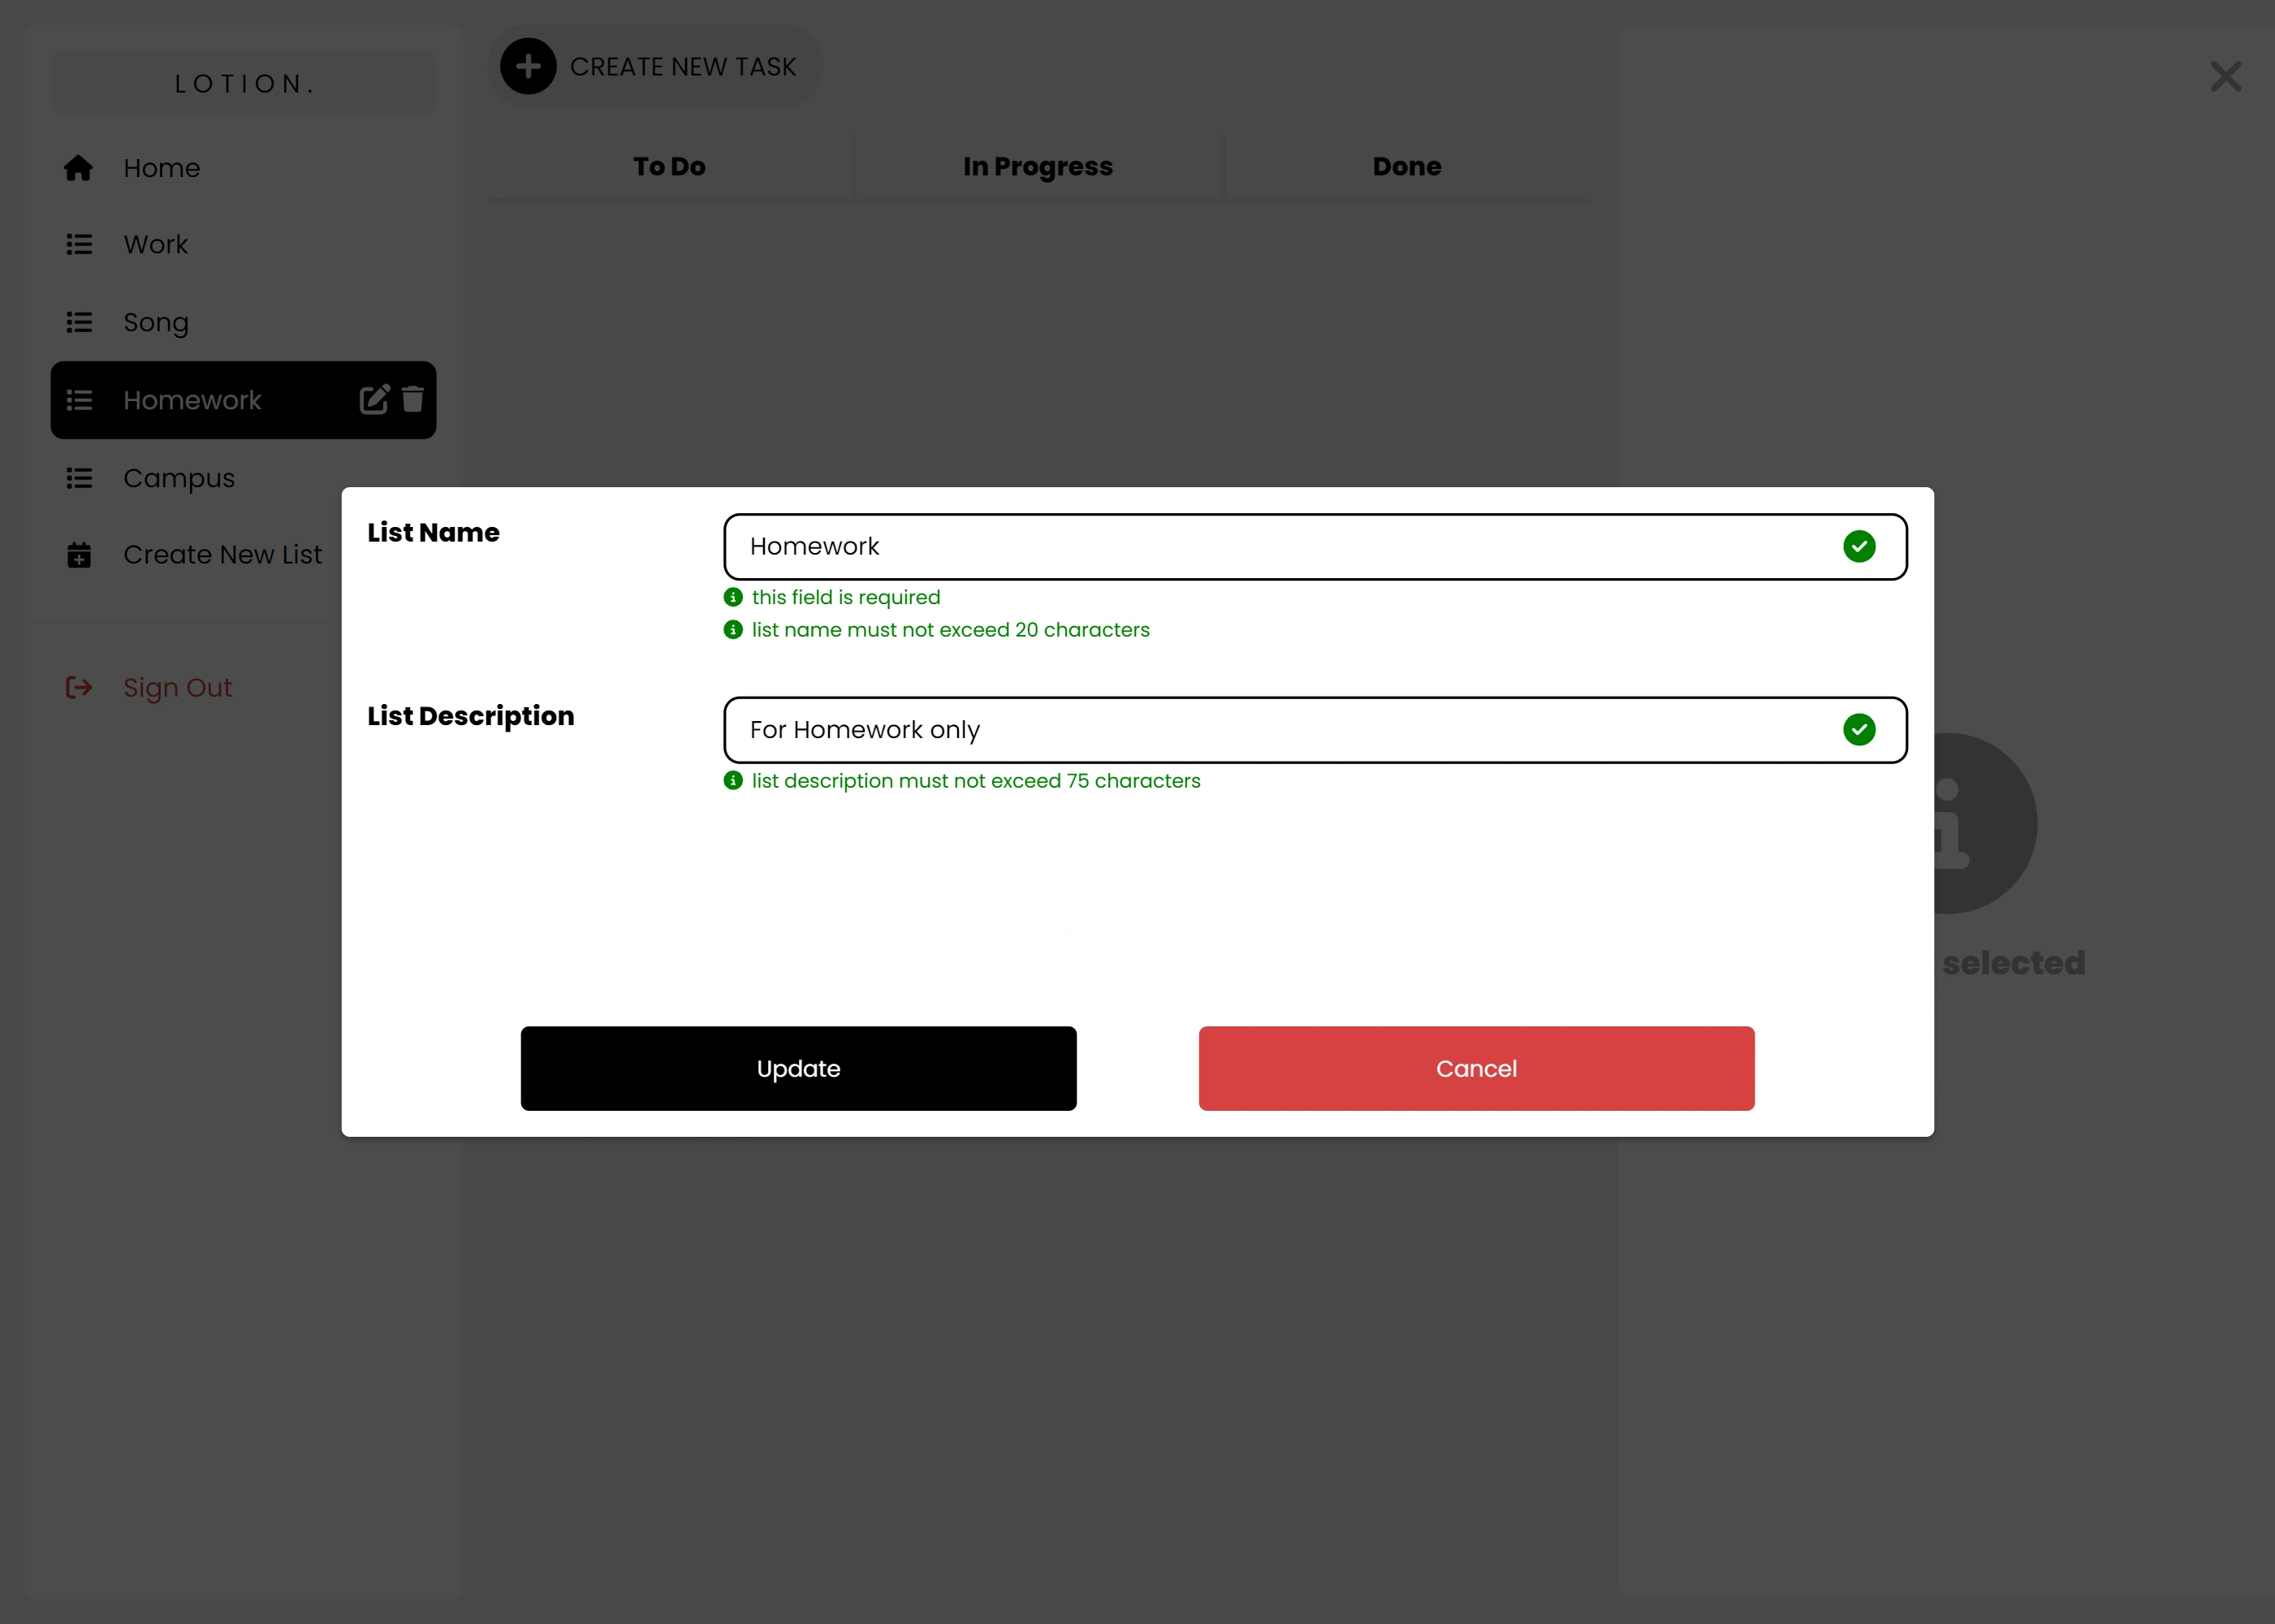 LOTION.
Home
Work
Song
Homework
Campus
Create New List
Sign Out
CREATE NEW TASK
To Do
In Progress
Done
List Name
Homework
this field is required
list name must not exceed 20 characters
List Description
For Homework only
list description must not exceed 75 characters
Update
Cancel
selected